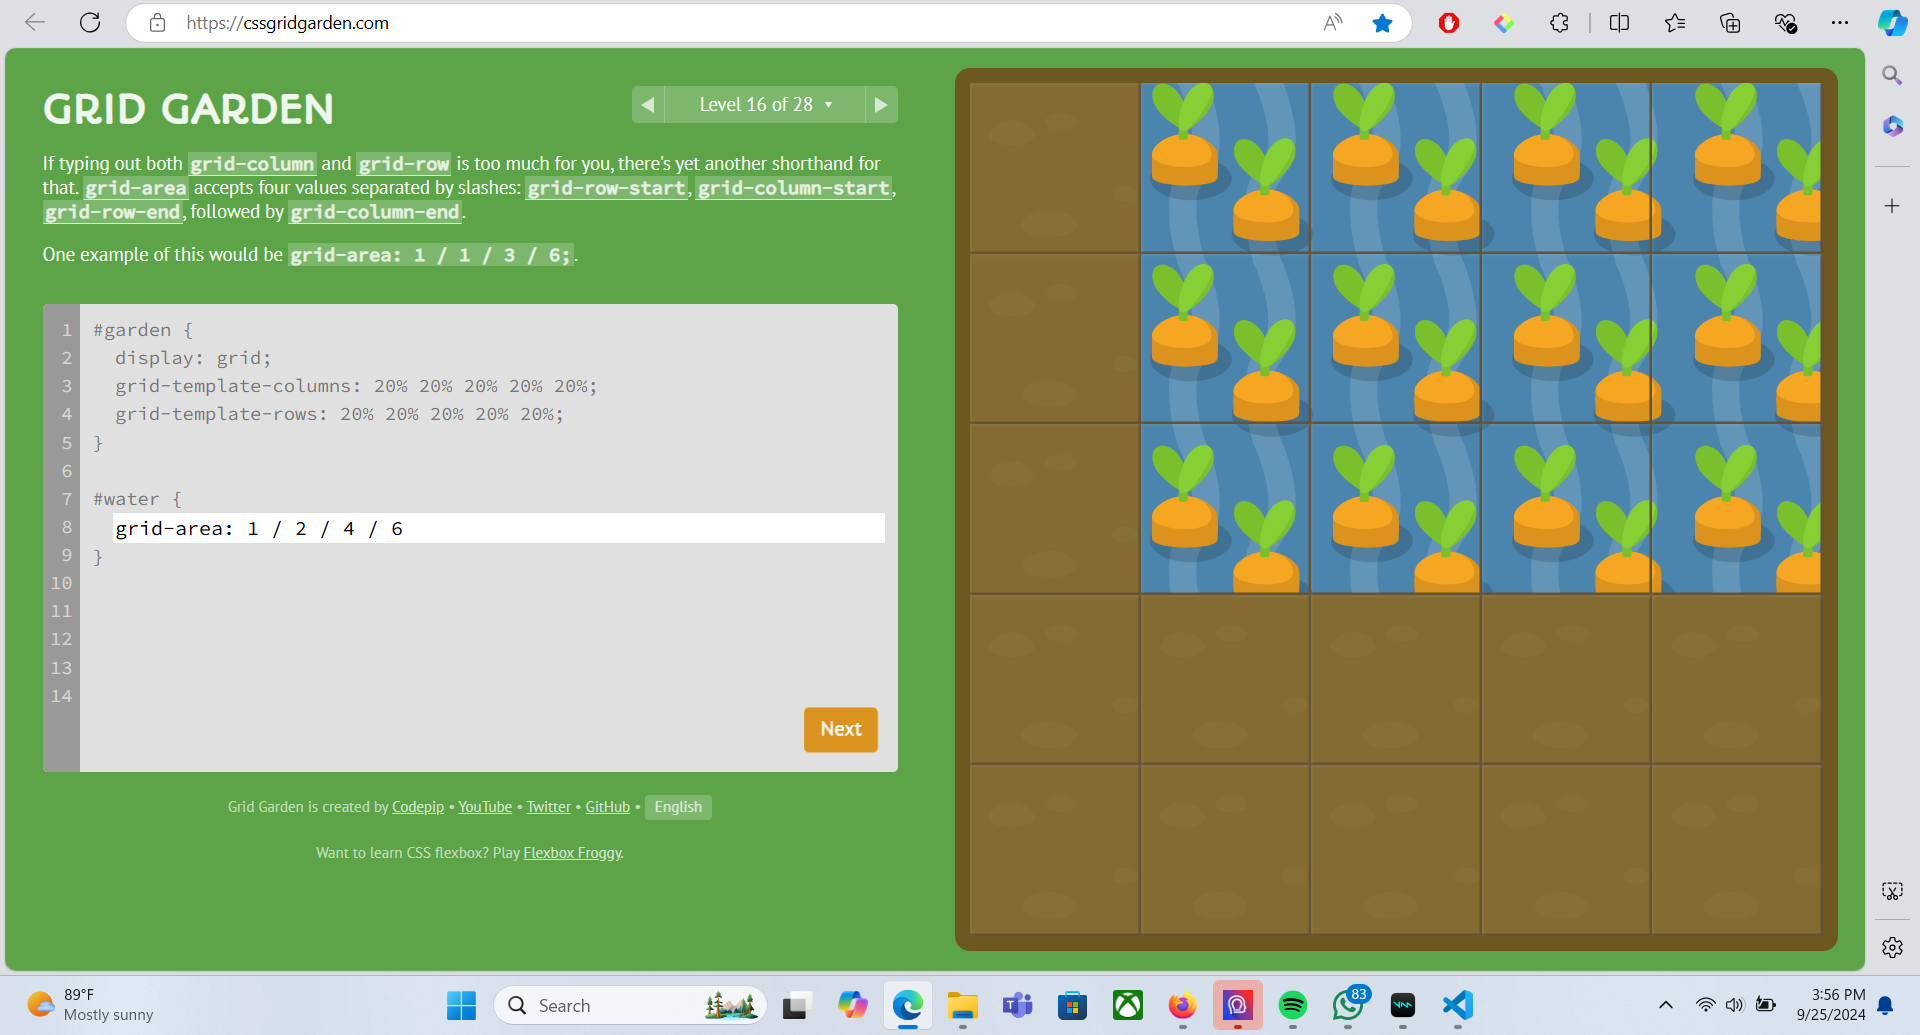 https://cssgridgarden.com
GRID GARDEN
◀ Level 16 of 28 ▾ ▶
If typing out both grid-column and grid-row is too much for you, there's yet another shorthand for
that. grid-area accepts four values separated by slashes: grid-row-start, grid-column-start,
grid-row-end, followed by grid-column-end.
One example of this would be grid-area: 1 / 1 / 3 / 6;.
1 #garden {
2 display: grid;
3 grid-template-columns: 20% 20% 20% 20% 20%;
4 grid-template-rows: 20% 20% 20% 20% 20%;
5 }
6
7 #water {
8 grid-area: 1 / 2 / 4 / 6
9 }
10
11
12
13
14
Next
Grid Garden is created by Codepip • YouTube • Twitter • GitHub • English
Want to learn CSS flexbox? Play Flexbox Froggy.
89°F
Mostly sunny
Search
83
3:56 PM
9/25/2024